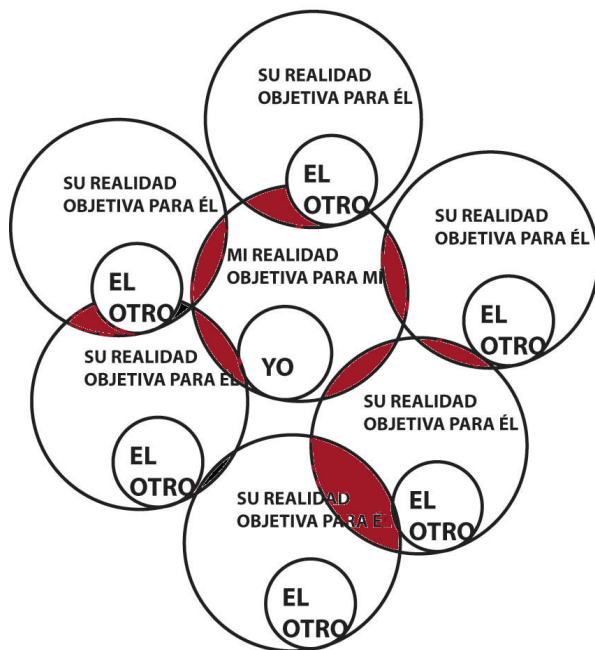 SU REALIDAD
OBJETIVA PARA ÉL
EL
OTRO
SU REALIDAD
OBJETIVA PARA ÉL
EL
OTRO
MI REALIDAD
OBJETIVA PARA MÍ
YO
SU REALIDAD
OBJETIVA PARA ÉL
EL
OTRO
SU REALIDAD
OBJETIVA PARA ÉL
EL
OTRO
SU REALIDAD
OBJETIVA PARA ÉL
EL
OTRO
SU REALIDAD
OBJETIVA PARA ÉL
EL
OTRO